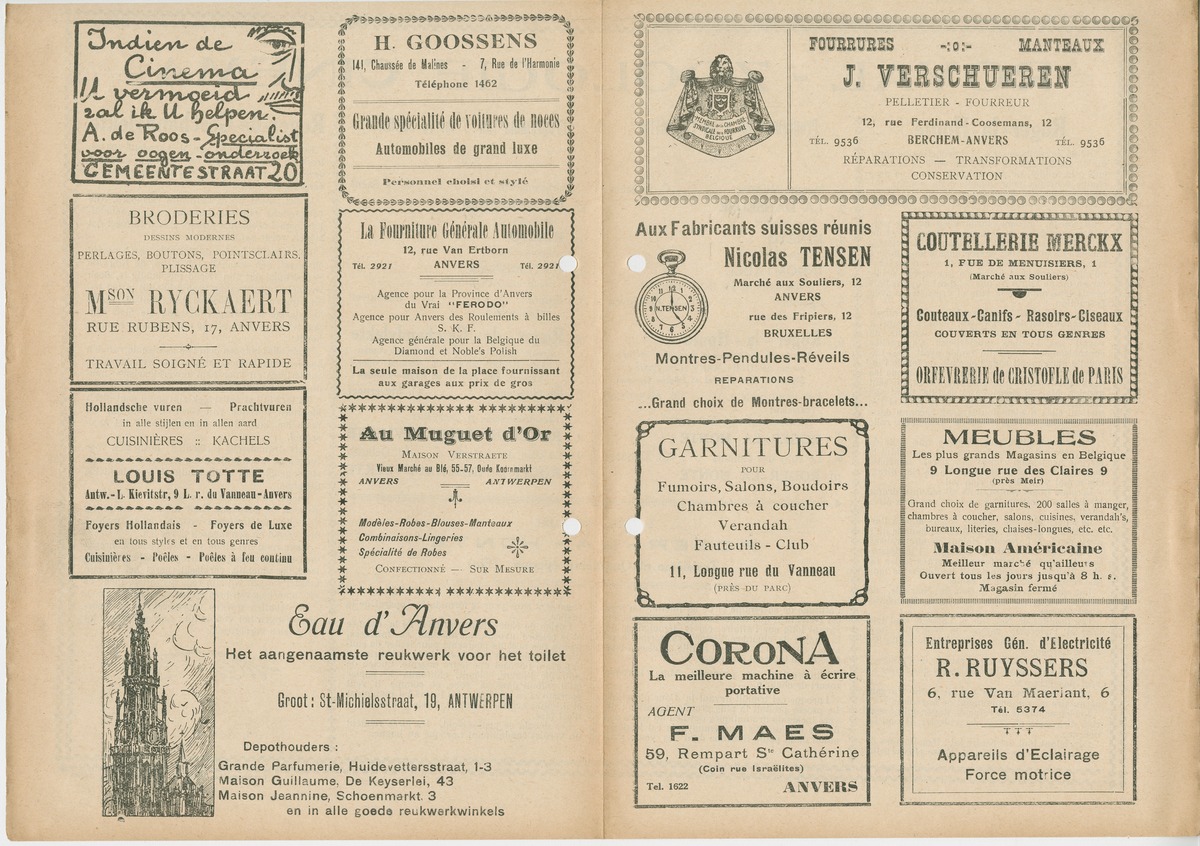 Indien de
Cinema
U vermoeid
zal ik U helpen.
A. de Roos - Specialist
voor oogen-onderzoek
GEMEENTESTRAAT 20
BRODERIES
DESSINS MODERNES
PERLAGES, BOUTONS, POINTSCLAIRS,
PLISSAGE
MSON RYCKAERT
RUE RUBENS, 17, ANVERS
TRAVAIL SOIGNÉ ET RAPIDE
Hollandsche vuren — Prachtvuren
in alle stijlen en in allen aard
CUISINIÈRES :: KACHELS
LOUIS TOTTE
Antw.-L. Kievitstr, 9 L. r. du Vanneau-Anvers
Foyers Hollandais - Foyers de Luxe
en tous styles et en tous genres
Cuisinières - Poêles - Poêles à feu continu
H. GOOSSENS
141, Chaussée de Malines - 7, Rue de l'Harmonie
Téléphone 1462
Grande spécialité de voitures de noces
Automobiles de grand luxe
Personnel choisi et stylé
La Fourniture Générale Automobile
12, rue Van Ertborn
Tél. 2921 ANVERS Tél. 2921
Agence pour la Province d'Anvers
du Vrai "FERODO"
Agence pour Anvers des Roulements à billes
S. K. F.
Agence générale pour la Belgique du
Diamond et Noble's Polish
La seule maison de la place fournissant
aux garages aux prix de gros
Au Muguet d'Or
MAISON VERSTRAETE
Vieux Marché au Blé, 55-57, Oude Koornmarkt
ANVERS ANTWERPEN
Modèles-Robes-Blouses-Manteaux
Combinaisons-Lingeries
Spécialité de Robes
CONFECTIONNÉ — SUR MESURE
Eau d'Anvers
Het aangenaamste reukwerk voor het toilet
Groot: St-Michielsstraat, 19, ANTWERPEN
Depothouders :
Grande Parfumerie, Huidevettersstraat, 1-3
Maison Guillaume, De Keyserlei, 43
Maison Jeannine, Schoenmarkt. 3
en in alle goede reukwerkwinkels
MEMBRE DE LA CHAMBRE
SYNDICALE DE LA FOURRURE
BELGIQUE
FOURRURES -:o:- MANTEAUX
J. VERSCHUEREN
PELLETIER - FOURREUR
12, rue Ferdinand-Coosemans, 12
TÉL. 9536 BERCHEM-ANVERS TÉL. 9536
RÉPARATIONS — TRANSFORMATIONS
CONSERVATION
Aux Fabricants suisses réunis
Nicolas TENSEN
Marché aux Souliers, 12
ANVERS
rue des Fripiers, 12
BRUXELLES
N.TENSEN
Montres-Pendules-Réveils
REPARATIONS
...Grand choix de Montres-bracelets...
COUTELLERIE MERCKX
1, FUE DE MENUISIERS, 1
(Marché aux Souliers)
Couteaux-Canifs - Rasoirs-Ciseaux
COUVERTS EN TOUS GENRES
ORFEVRERIE de CRISTOFLE de PARIS
GARNITURES
POUR
Fumoirs, Salons, Boudoirs
Chambres à coucher
Verandah
Fauteuils - Club
11, Longue rue du Vanneau
(PRÈS DU PARC)
MEUBLES
Les plus grands Magasins en Belgique
9 Longue rue des Claires 9
(près Meir)
Grand choix de garnitures, 200 salles à manger,
chambres à coucher, salons, cuisines, verandah's,
bureaux, literies, chaises-longues, etc. etc.
Maison Américaine
Meilleur marché qu'ailleurs
Ouvert tous les jours jusqu'à 8 h. s.
Magasin fermé
CORONA
La meilleure machine à écrire
portative
AGENT
F. MAES
59, Rempart Ste Cathérine
(Coin rue Israëlites)
Tel. 1622 ANVERS
Entreprises Gén. d'Electricité
R. RUYSSERS
6, rue Van Maerlant, 6
Tél. 5374
Appareils d'Eclairage
Force motrice